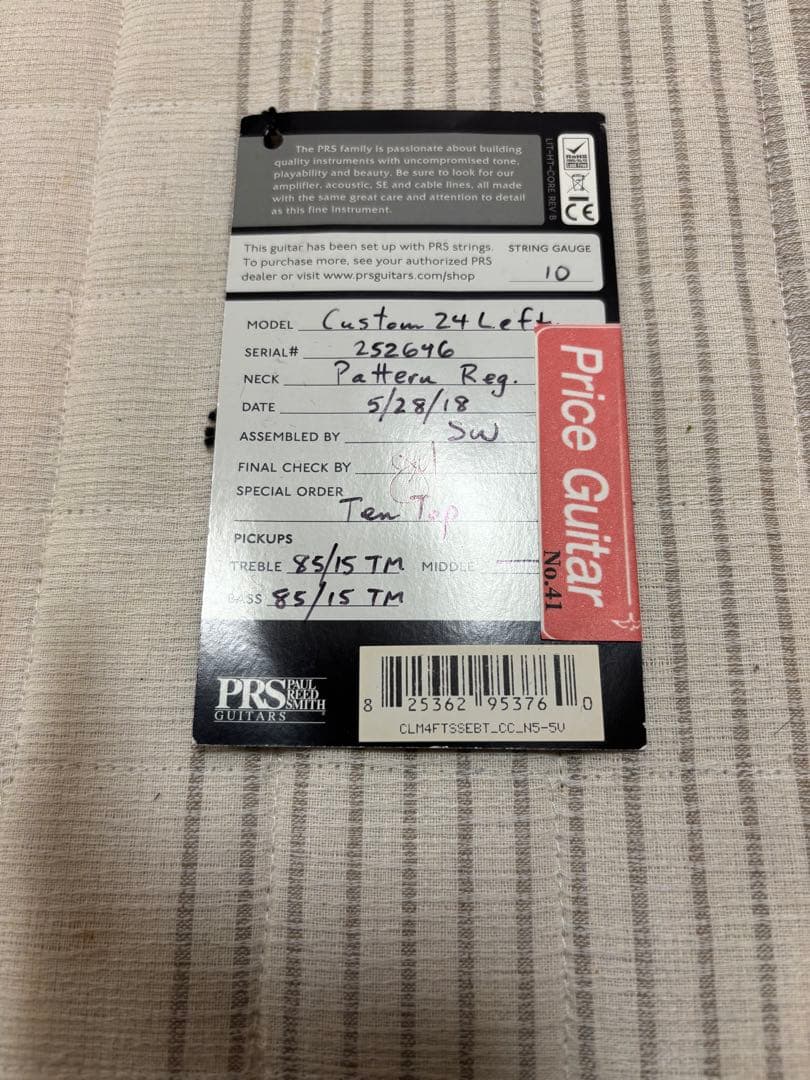 The PRS family is passionate about building
quality instruments with uncompromised tone,
playability and beauty. Be sure to look for our
amplifier, acoustic, SE and cable lines, all made
with the same great care and attention to detail
as this fine instrument.
LIT-HT-CORE REV B
RoHS
CE
This guitar has been set up with PRS strings.
To purchase more, see your authorized PRS
dealer or visit www.prsguitars.com/shop
STRING GAUGE
10
MODEL Custom 24 Left
SERIAL# 252646
NECK Pattern Reg.
DATE 5/28/18
ASSEMBLED BY SW
FINAL CHECK BY
SPECIAL ORDER
Ten Top
PICKUPS
TREBLE 85/15 TM MIDDLE
BASS 85/15 TM
Price Guitar
No.41
PRS PAUL REED SMITH
GUITARS
8 25362 95376 0
CLM4FTSSEBT_CC_N5-5V